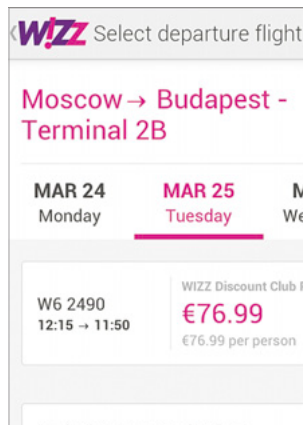 WIZZ Select departure flight
Moscow → Budapest -
Terminal 2B
MAR 24
Monday
MAR 25
Tuesday
WIZZ Discount Club
W6 2490
12:15 → 11:50
€76.99
€76.99 per person